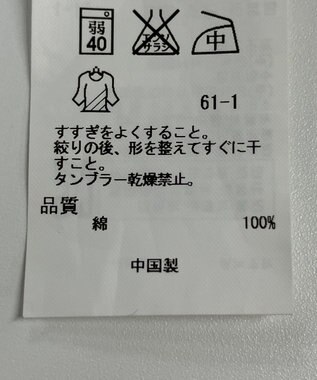 弱 40
エンソ サラシ
中
61-1
すすぎをよくすること。
絞りの後、形を整えてすぐに干
すこと。
タンブラー乾燥禁止。
品質
綿 100%
中国製